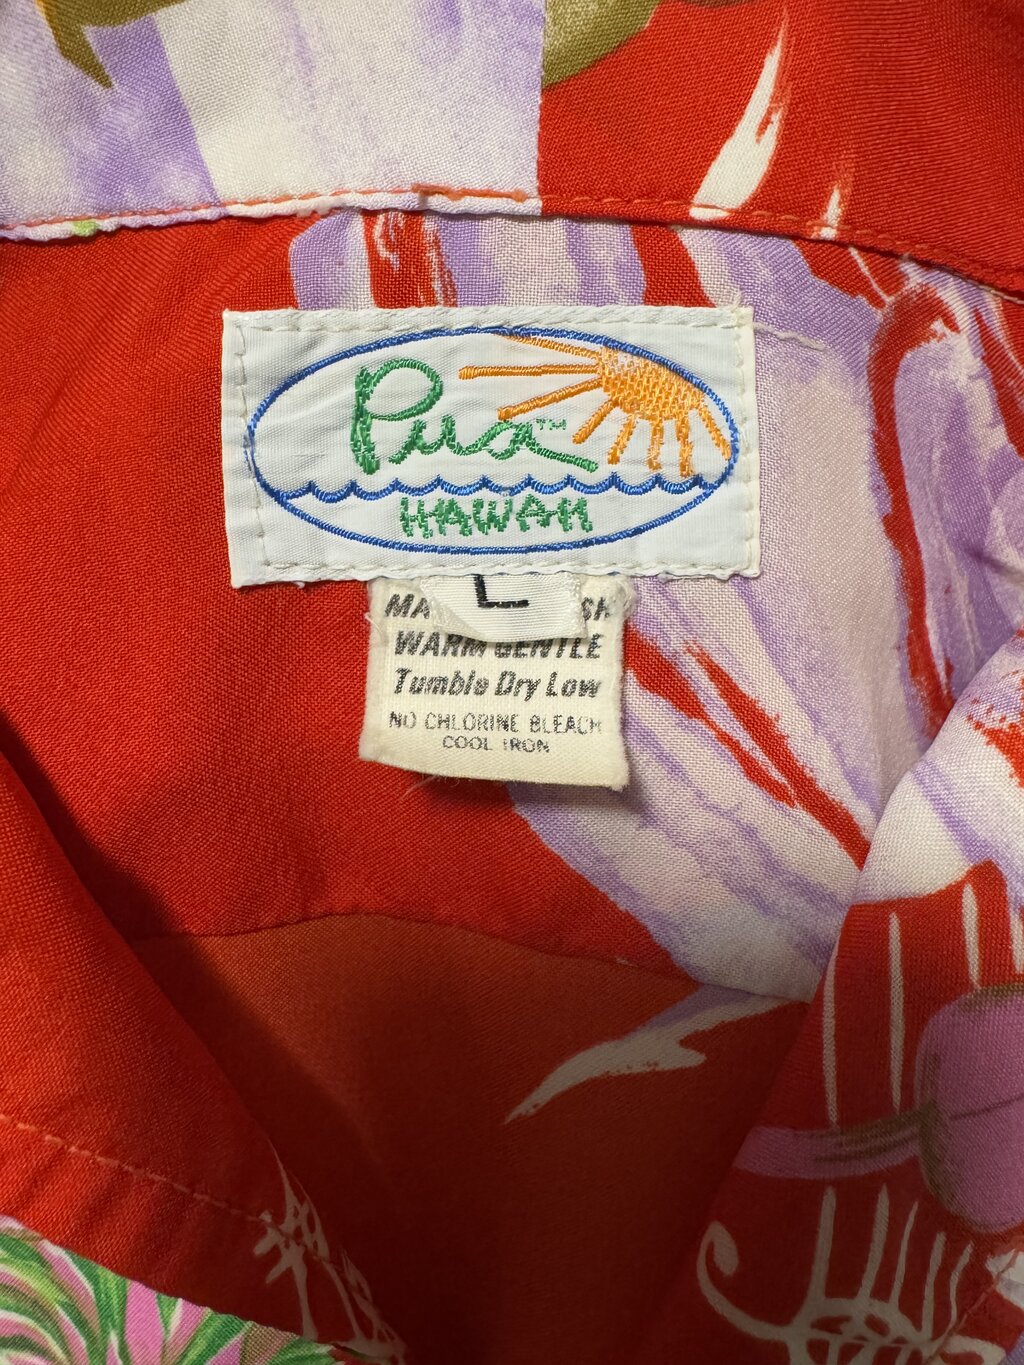 Pua™
HAWAII
L
WARM GENTLE
Tumble Dry Low
NO CHLORINE BLEACH
COOL IRON